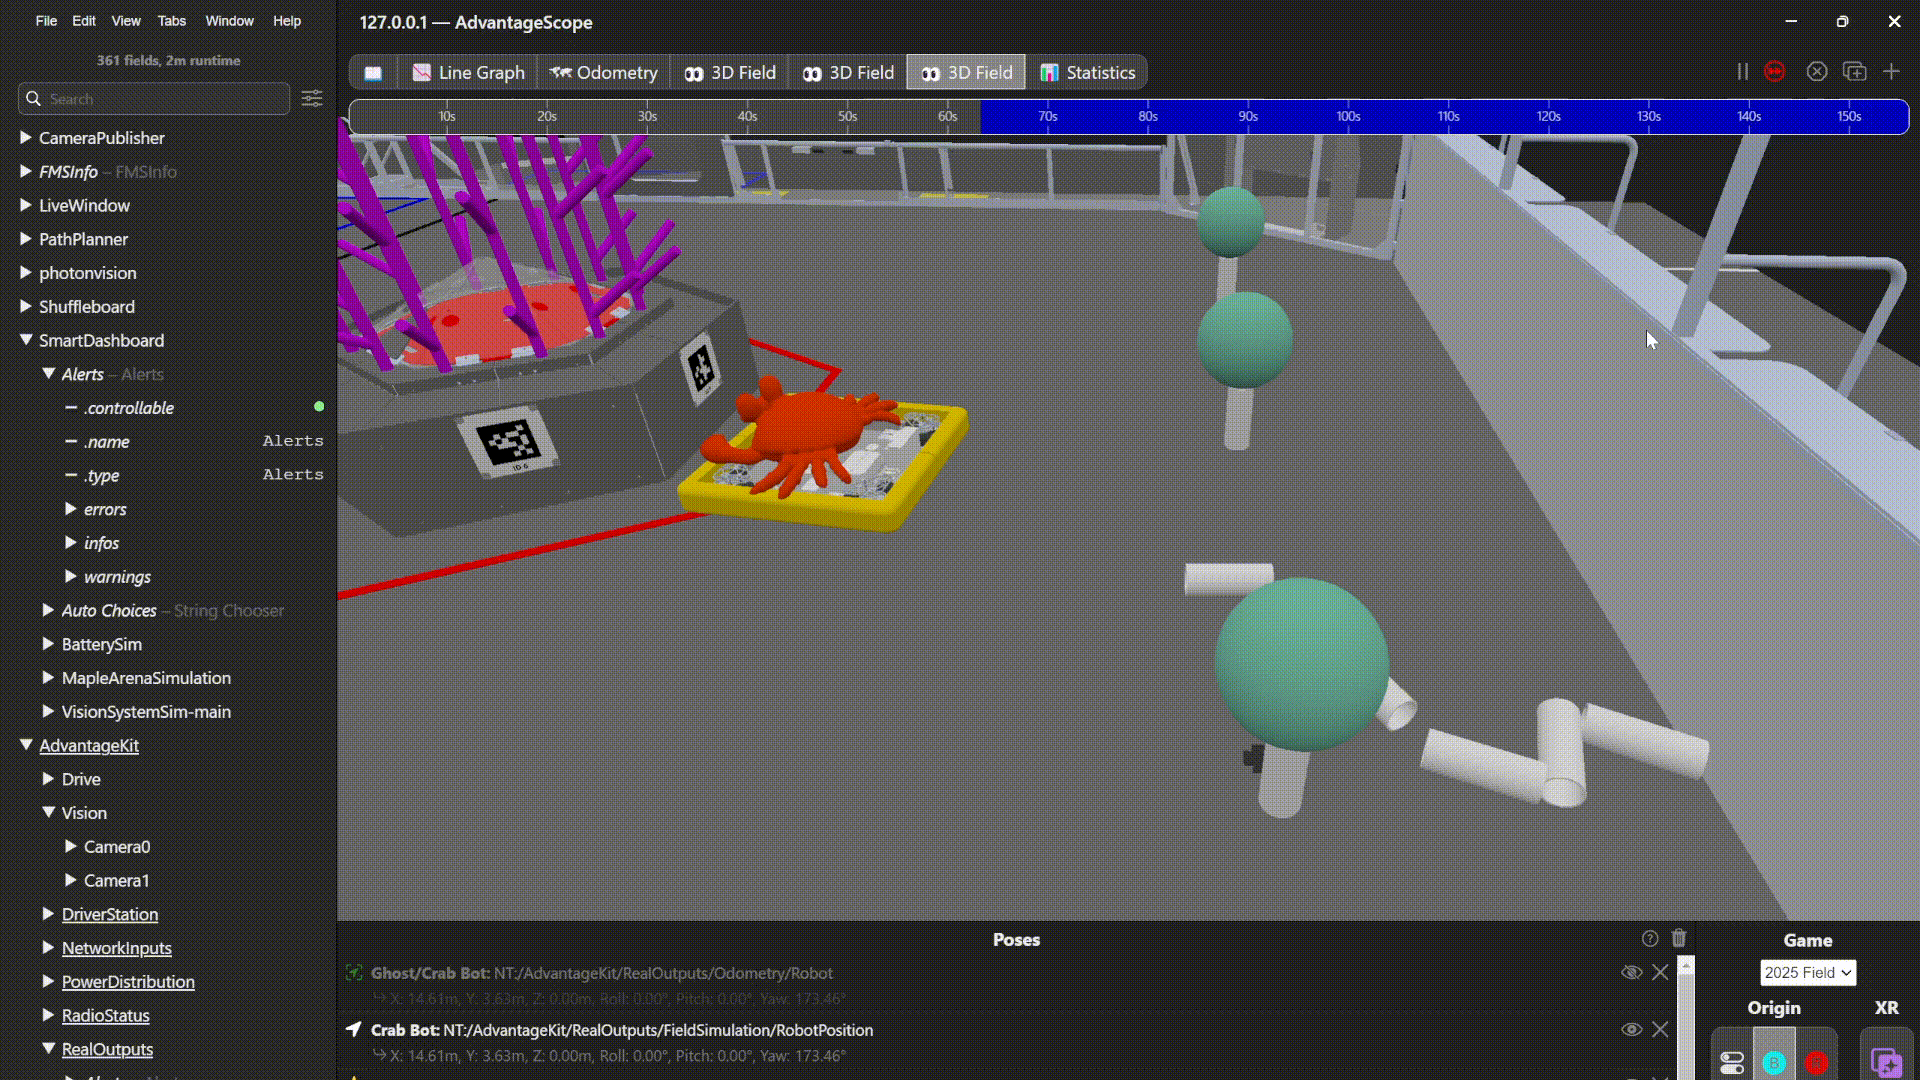 File Edit View Tabs Window Help
127.0.0.1 — AdvantageScope
361 fields, 2m runtime
Line Graph
Odometry
3D Field
3D Field
3D Field
Statistics
Search
10s 20s 30s 40s 50s 60s 70s 80s 90s 100s 110s 120s 130s 140s 150s
CameraPublisher
FMSInfo – FMSInfo
LiveWindow
PathPlanner
photonvision
Shuffleboard
SmartDashboard
Alerts – Alerts
.controllable
.name Alerts
.type Alerts
errors
infos
warnings
Auto Choices – String Chooser
BatterySim
MapleArenaSimulation
VisionSystemSim-main
AdvantageKit
Drive
Vision
Camera0
Camera1
DriverStation
NetworkInputs
PowerDistribution
RadioStatus
RealOutputs
ID 6
Poses
Ghost/Crab Bot: NT:/AdvantageKit/RealOutputs/Odometry/Robot
X: 14.61m, Y: 3.63m, Z: 0.00m, Roll: 0.00°, Pitch: 0.00°, Yaw: 173.46°
Crab Bot: NT:/AdvantageKit/RealOutputs/FieldSimulation/RobotPosition
X: 14.61m, Y: 3.63m, Z: 0.00m, Roll: 0.00°, Pitch: 0.00°, Yaw: 173.46°
Game
2025 Field
Origin
XR
B